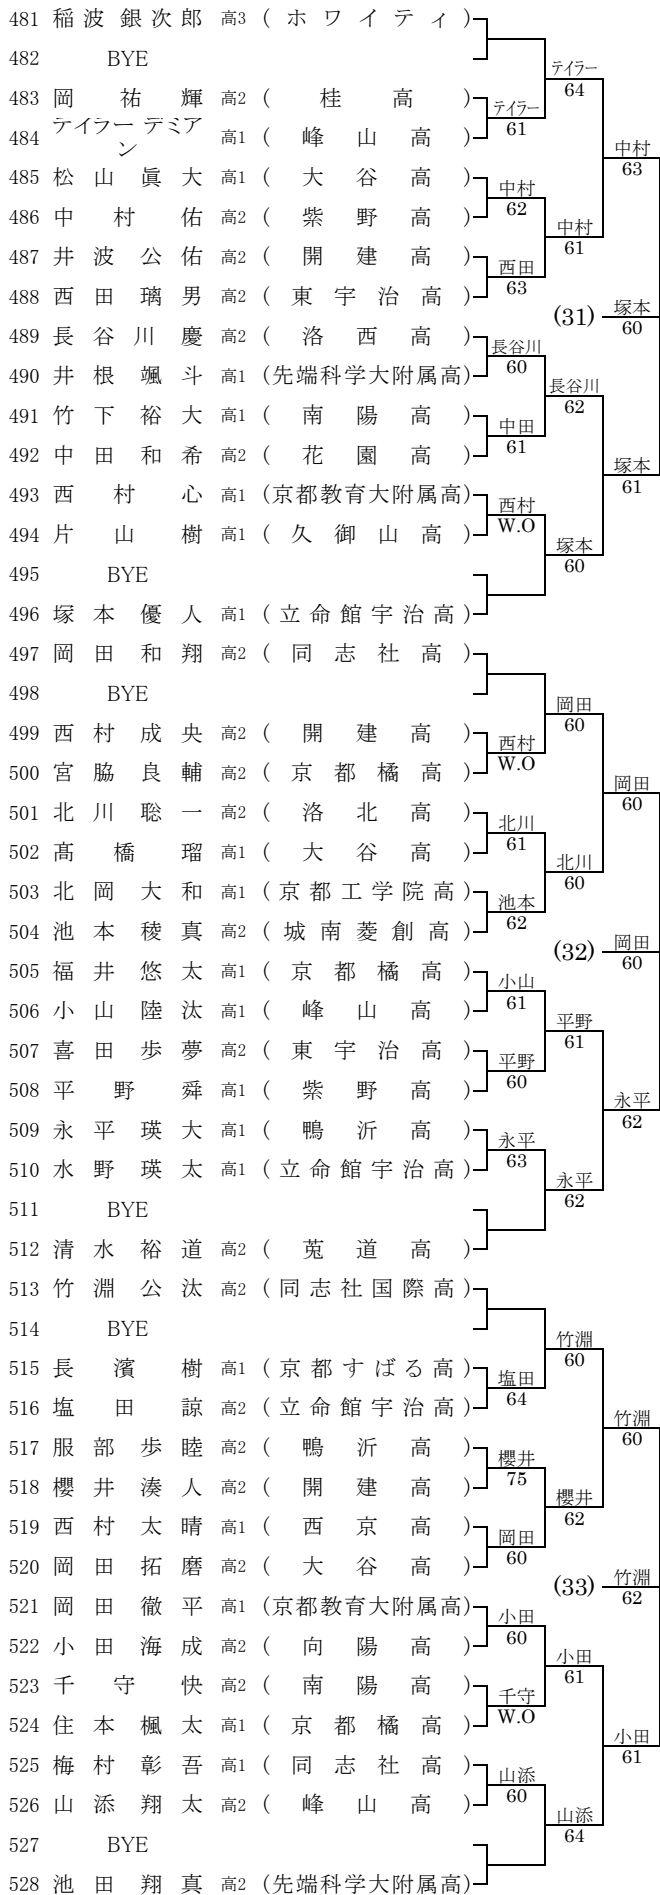 481 稲波銀次郎 高3 (ホワイティ)
482 BYE
テイラー
64
483 岡祐輝 高2 (桂高)
テイラー
61
484 テイラー デミアン 高1 (峰山高)
中村
63
485 松山眞大 高1 (大谷高)
中村
62
486 中村佑 高2 (紫野高)
中村
61
487 井波公佑 高2 (開建高)
西田
63
488 西田璃男 高2 (東宇治高)
(31) 塚本
60
489 長谷川慶 高2 (洛西高)
長谷川
60
490 井根颯斗 高1 (先端科学大附属高)
長谷川
62
491 竹下裕大 高1 (南陽高)
中田
61
492 中田和希 高2 (花園高)
塚本
61
493 西村心 高1 (京都教育大附属高)
西村
W.O
494 片山樹 高1 (久御山高)
塚本
60
495 BYE
496 塚本優人 高1 (立命館宇治高)
497 岡田和翔 高2 (同志社高)
498 BYE
岡田
60
499 西村成央 高2 (開建高)
西村
W.O
500 宮脇良輔 高2 (京都橘高)
岡田
60
501 北川聡一 高2 (洛北高)
北川
61
502 髙橋瑠 高1 (大谷高)
北川
60
503 北岡大和 高1 (京都工学院高)
池本
62
504 池本稜真 高2 (城南菱創高)
(32) 岡田
60
505 福井悠太 高1 (京都橘高)
小山
61
506 小山陸汰 高1 (峰山高)
平野
61
507 喜田歩夢 高2 (東宇治高)
平野
60
508 平野舜 高1 (紫野高)
永平
62
509 永平瑛大 高1 (鴨沂高)
永平
63
510 水野瑛太 高1 (立命館宇治高)
永平
62
511 BYE
512 清水裕道 高2 (莵道高)
513 竹淵公汰 高2 (同志社国際高)
514 BYE
竹淵
60
515 長濱樹 高1 (京都すばる高)
塩田
64
516 塩田諒 高2 (立命館宇治高)
竹淵
60
517 服部歩睦 高2 (鴨沂高)
櫻井
75
518 櫻井湊人 高2 (開建高)
櫻井
62
519 西村太晴 高1 (西京高)
岡田
60
520 岡田拓磨 高2 (大谷高)
(33) 竹淵
62
521 岡田徹平 高1 (京都教育大附属高)
小田
60
522 小田海成 高2 (向陽高)
小田
61
523 千守快 高2 (南陽高)
千守
W.O
524 住本楓太 高1 (京都橘高)
小田
61
525 梅村彰吾 高1 (同志社高)
山添
60
526 山添翔太 高2 (峰山高)
山添
64
527 BYE
528 池田翔真 高2 (先端科学大附属高)